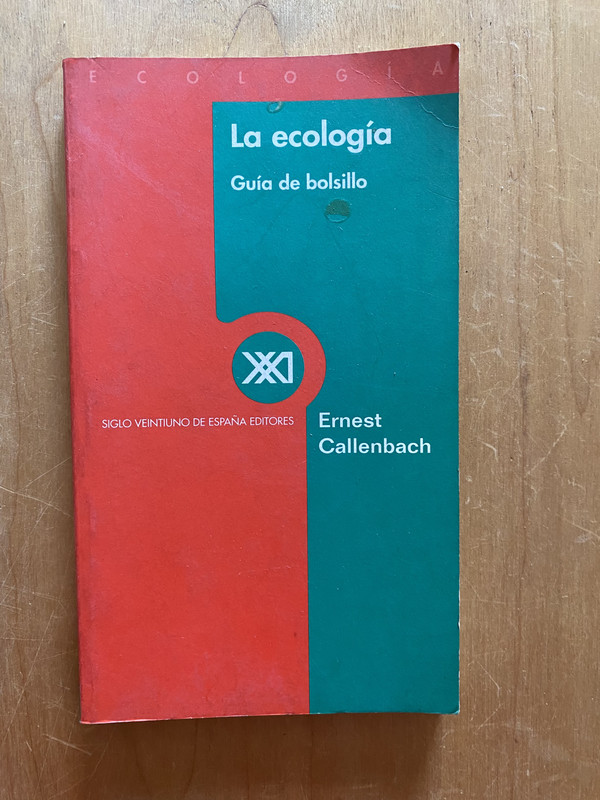 ECOLOGÍA
La ecología
Guía de bolsillo
XXI
SIGLO VEINTIUNO DE ESPAÑA EDITORES
Ernest
Callenbach